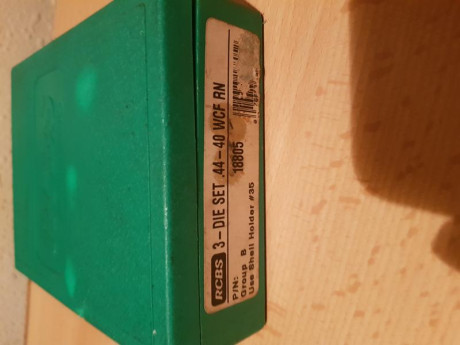 RCBS 3-DIE SET .44-40 WCF RN
P/N: 18805
Group B
Use Shell Holder #35